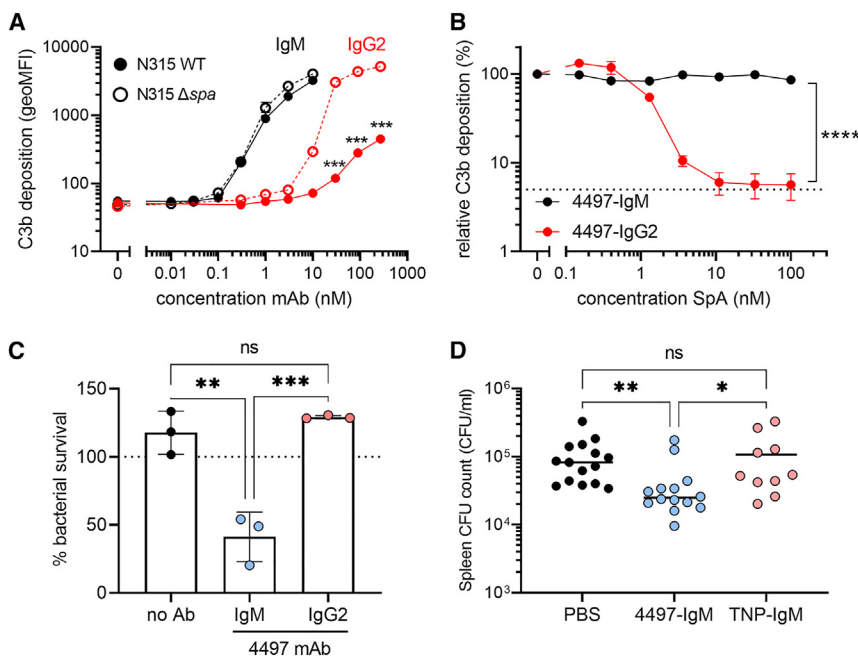 A
IgM IgG2
N315 WT
N315 Δspa
10000
1000
100
10
***
***
***
C3b deposition (geoMFI)
0 0.01 0.1 1 10 100 1000
concentration mAb (nM)
B
relative C3b deposition (%)
100
10
1
****
4497-IgM
4497-IgG2
0 0.1 1 10 100
concentration SpA (nM)
C
ns
** ***
150
100
50
0
% bacterial survival
no Ab IgM IgG2
4497 mAb
D
ns
** *
10⁶
10⁵
10⁴
10³
Spleen CFU count (CFU/ml)
PBS 4497-IgM TNP-IgM